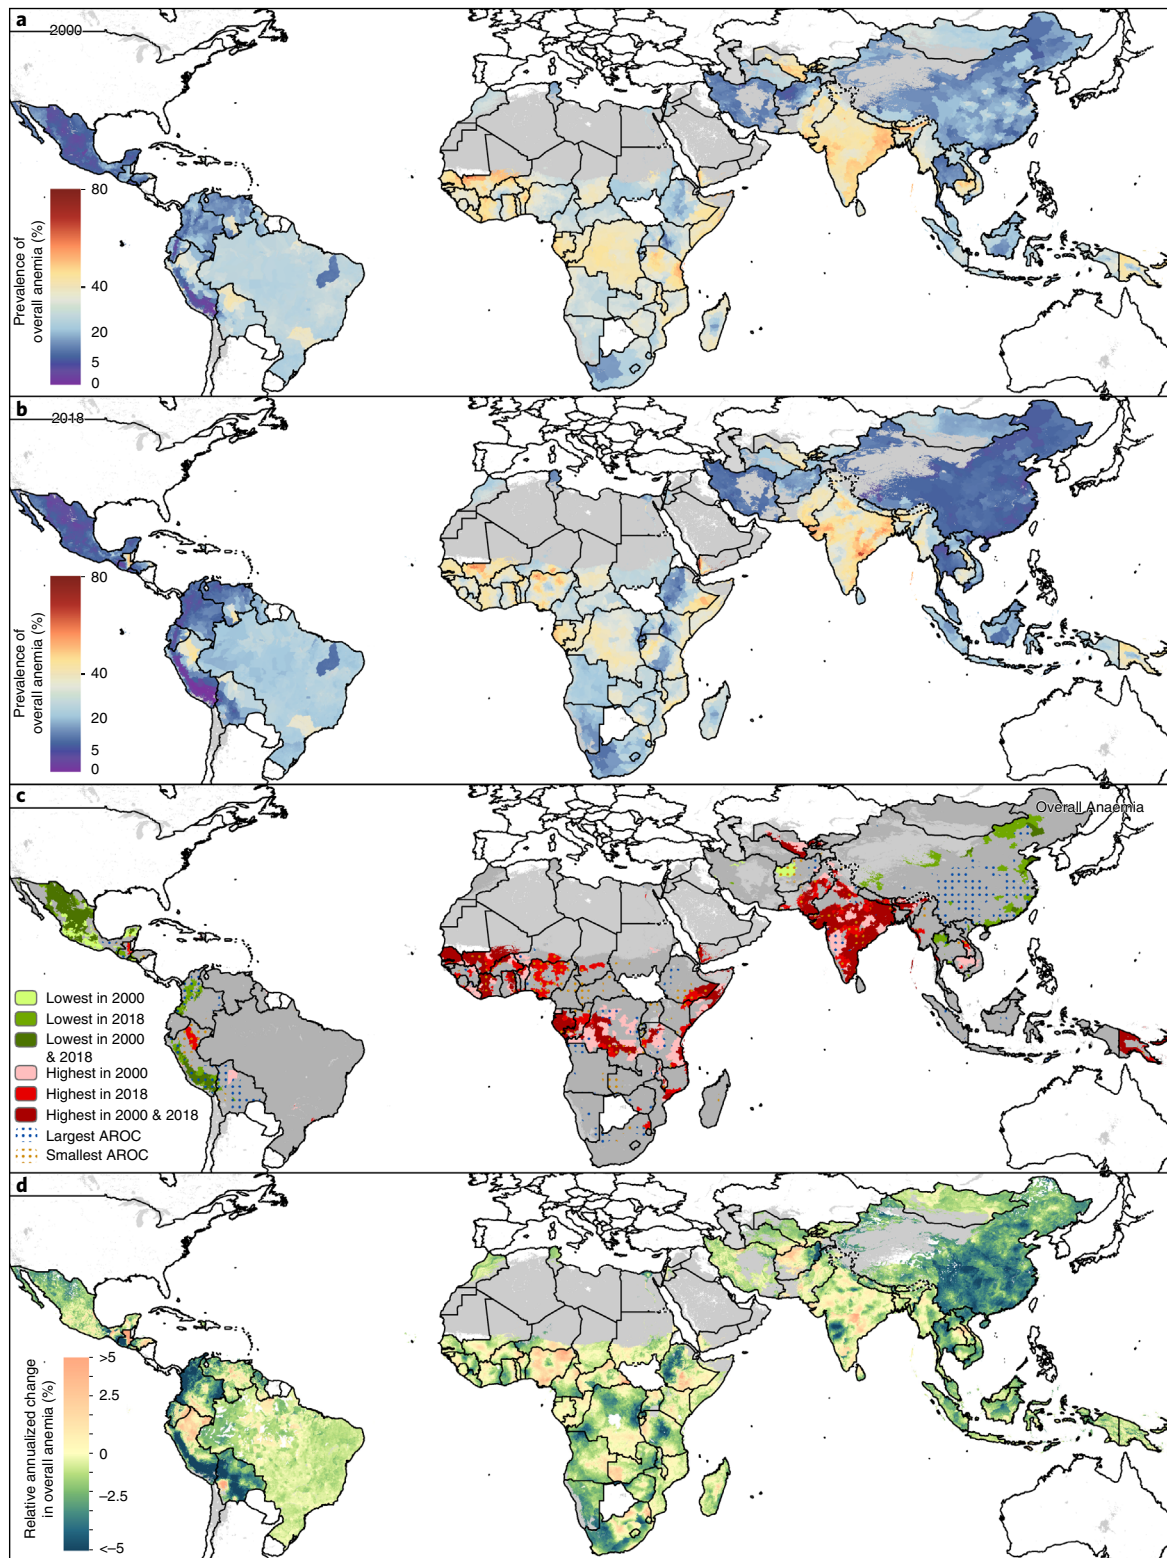 a
2000
80
40
20
5
0
Prevalence of
overall anemia (%)
b
2018
80
40
20
5
0
Prevalence of
overall anemia (%)
c
Overall Anaemia
Lowest in 2000
Lowest in 2018
Lowest in 2000
& 2018
Highest in 2000
Highest in 2018
Highest in 2000 & 2018
Largest AROC
Smallest AROC
d
>5
2.5
0
–2.5
<–5
Relative annualized change
in overall anemia (%)